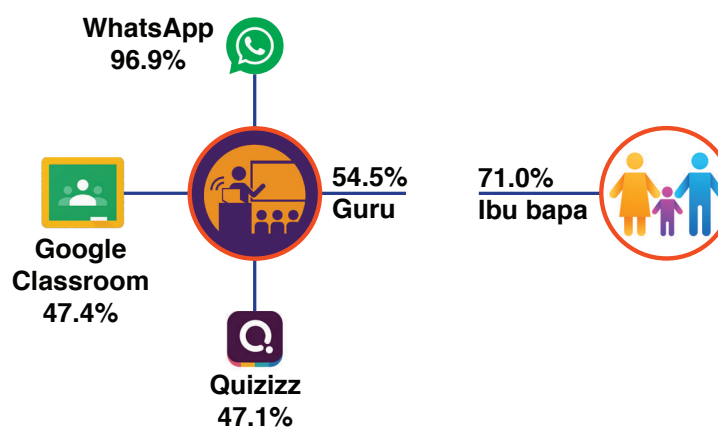 WhatsApp
96.9%
54.5%
Guru
71.0%
Ibu bapa
Google
Classroom
47.4%
Quizizz
47.1%